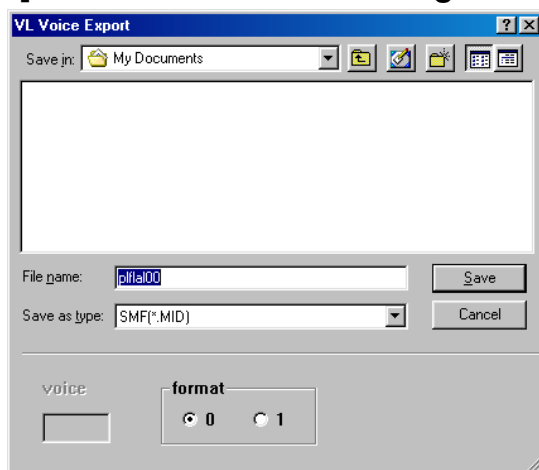 VL Voice Export
Save in: My Documents
File name: plflal00
Save as type: SMF(*.MID)
Save
Cancel
voice
format
0 1